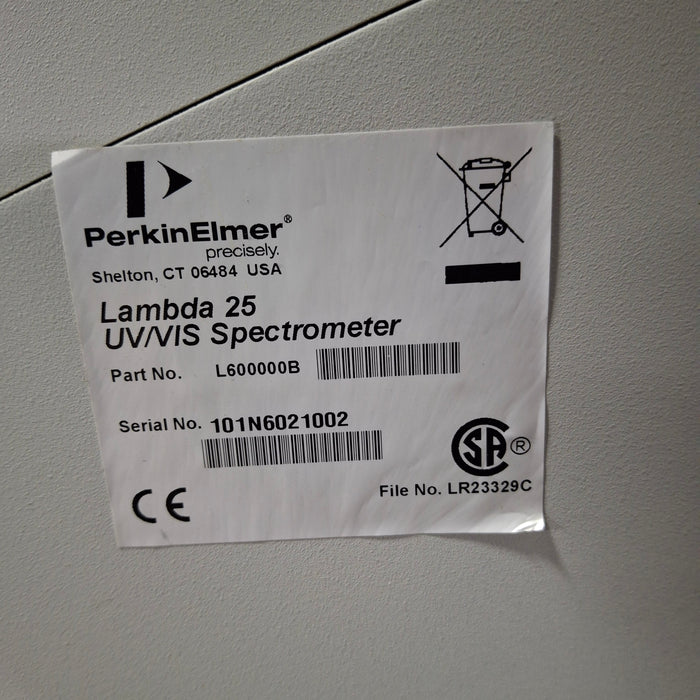 PerkinElmer®
precisely.
Shelton, CT 06484 USA
Lambda 25
UV/VIS Spectrometer
Part No. L600000B
Serial No. 101N6021002
CE
SA ®
File No. LR23329C